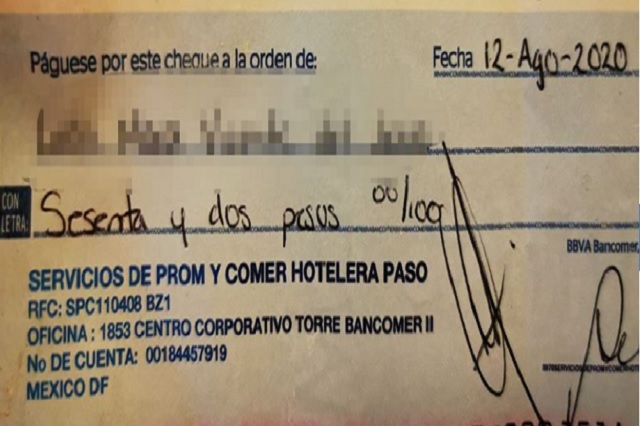 Páguese por este cheque a la orden de:
Fecha 12-Ago-2020
CON LETRA: Sesenta y dos pesos 00/100
BBVA Bancomer,
SERVICIOS DE PROM Y COMER HOTELERA PASO
RFC: SPC110408 BZ1
OFICINA : 1853 CENTRO CORPORATIVO TORRE BANCOMER II
No DE CUENTA: 00184457919
MEXICO DF